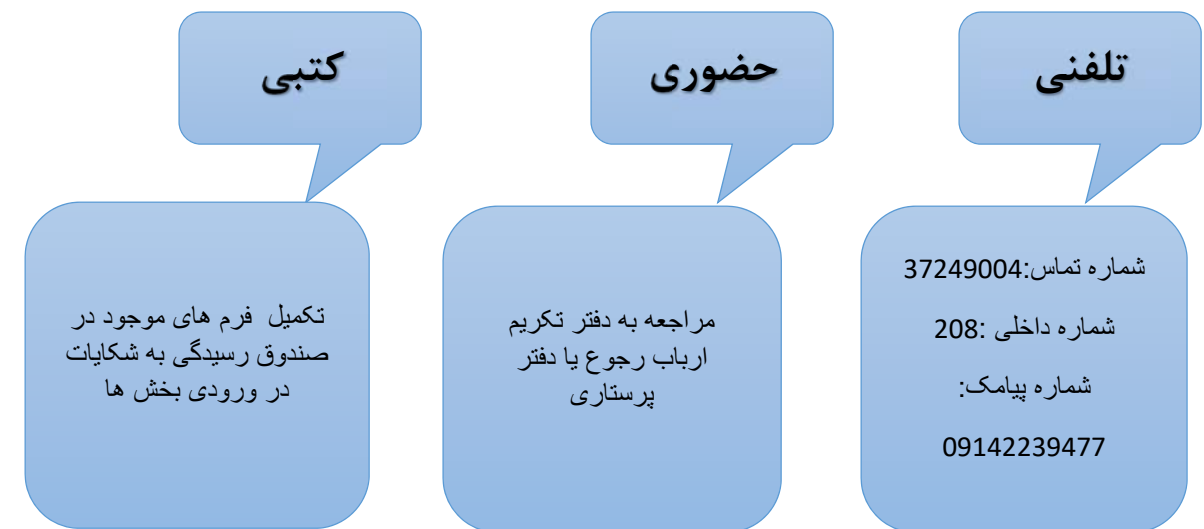 تلفنی
شماره تماس:37249004
شماره داخلی :208
شماره پیامک:
09142239477
حضوری
مراجعه به دفتر تکریم
ارباب رجوع یا دفتر
پرستاری
کتبی
تکمیل فرم های موجود در
صندوق رسیدگی به شکایات
در ورودی بخش ها